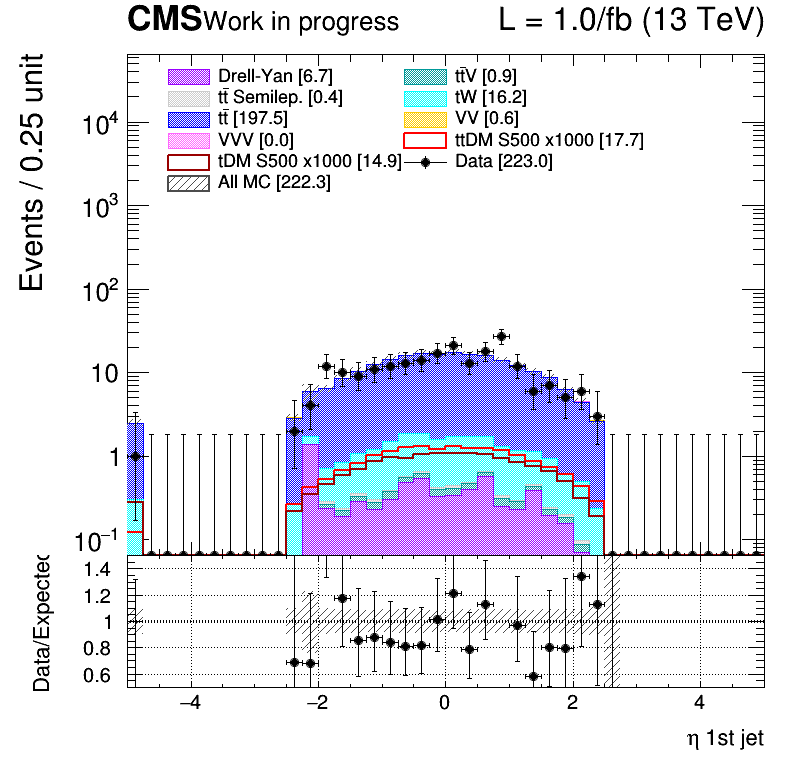 CMS Work in progress L = 1.0/fb (13 TeV)
Drell-Yan [6.7] tt̄V [0.9]
tt̄ Semilep. [0.4] tW [16.2]
tt̄ [197.5] VV [0.6]
VVV [0.0] ttDM S500 x1000 [17.7]
tDM S500 x1000 [14.9] Data [223.0]
All MC [222.3]
Events / 0.25 unit
10⁴
10³
10²
10
1
10⁻¹
Data/Expected
1.4
1.2
1
0.8
0.6
−4 −2 0 2 4
η 1st jet